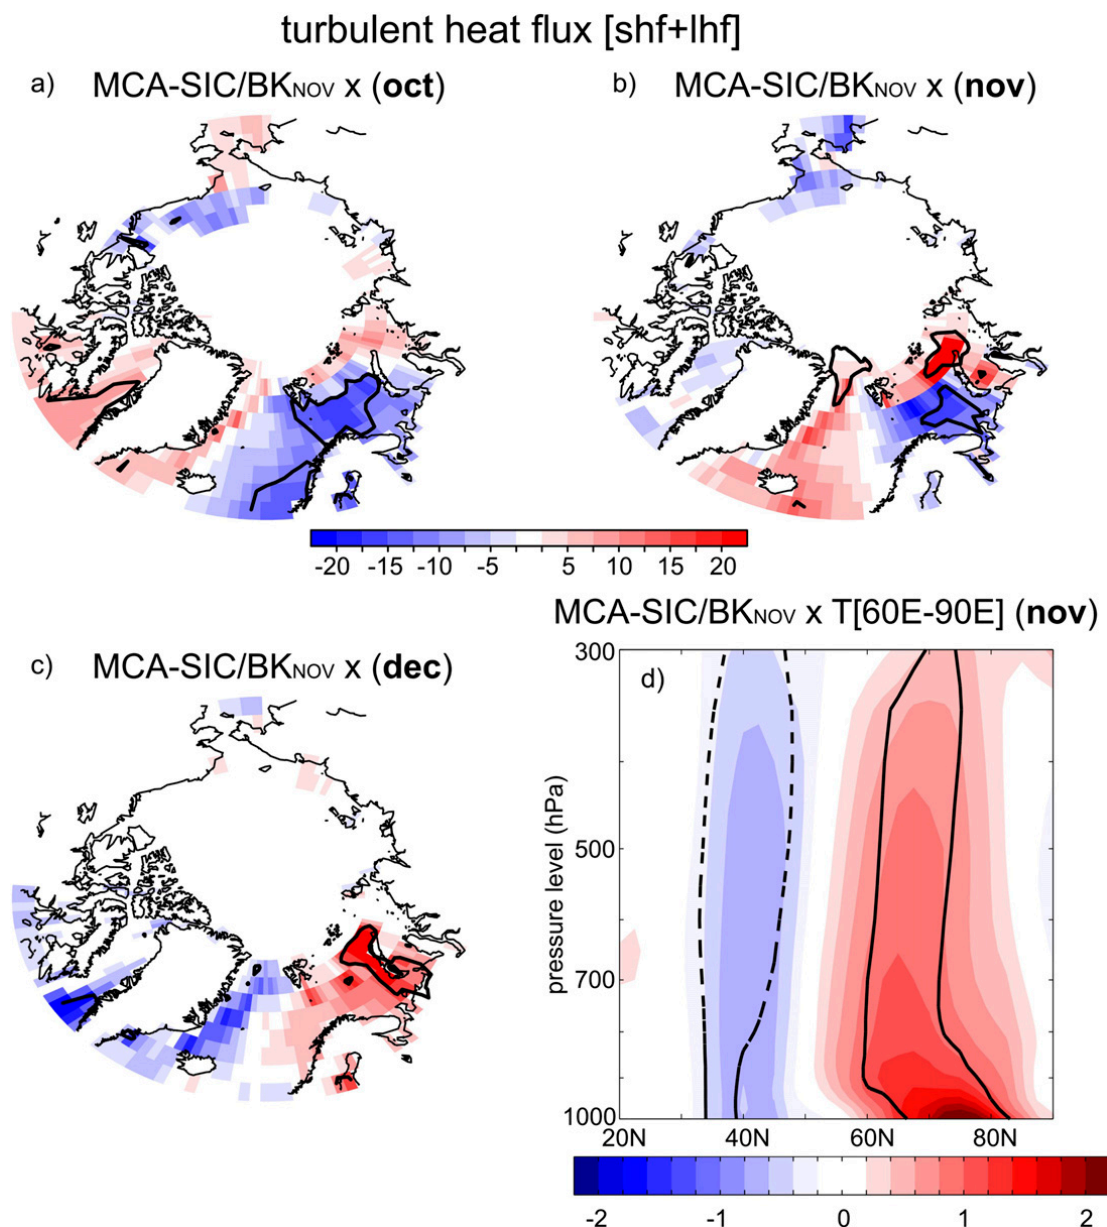 turbulent heat flux [shf+lhf]
a) MCA-SIC/BKNOV x (oct)
b) MCA-SIC/BKNOV x (nov)
-20 -15 -10 -5 5 10 15 20
c) MCA-SIC/BKNOV x (dec)
MCA-SIC/BKNOV x T[60E-90E] (nov)
d)
pressure level (hPa)
300
500
700
1000
20N 40N 60N 80N
-2 -1 0 1 2